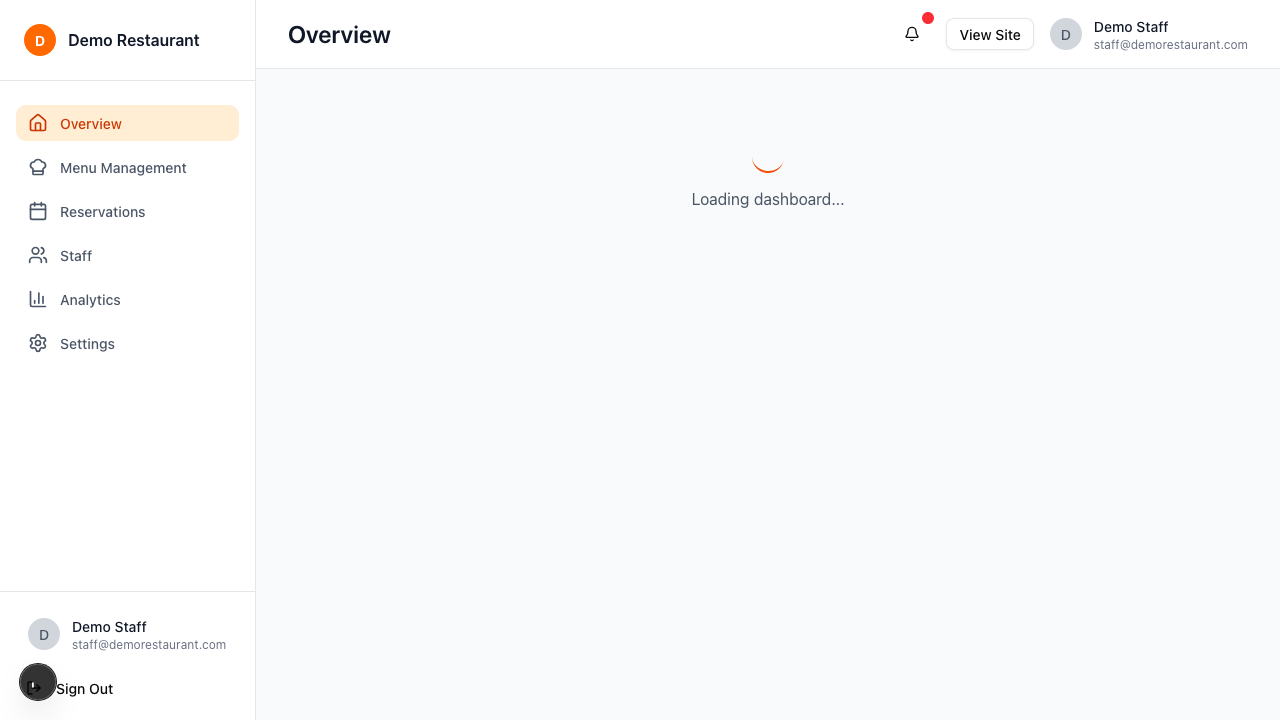 D
Demo Restaurant
Overview
Menu Management
Reservations
Staff
Analytics
Settings
D
Demo Staff
staff@demorestaurant.com
Sign Out
Overview
View Site
D
Demo Staff
staff@demorestaurant.com
Loading dashboard...